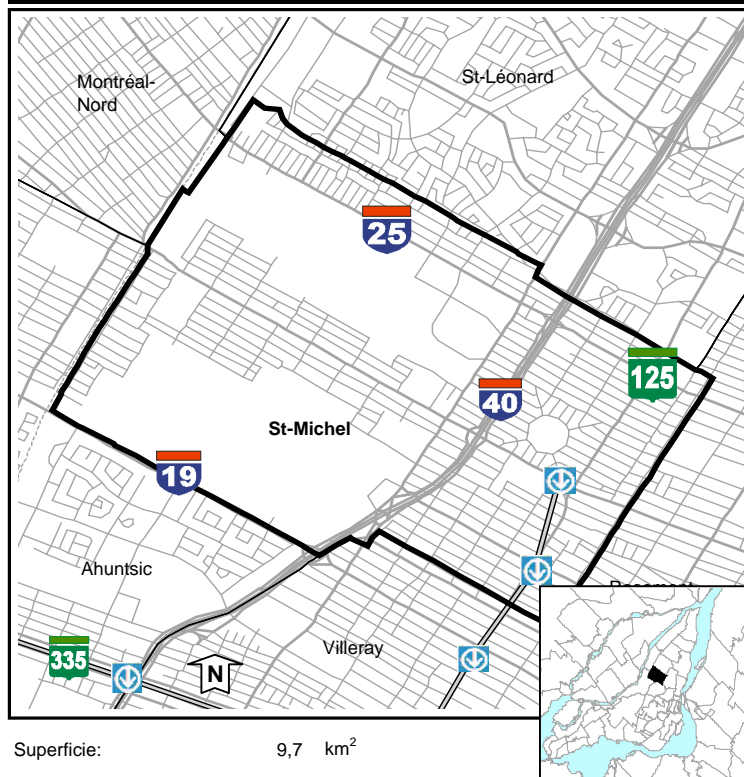 Montréal-
Nord
St-Léonard
25
125
40
St-Michel
19
Ahuntsic
Villeray
335
N
Superficie: 9,7 km²